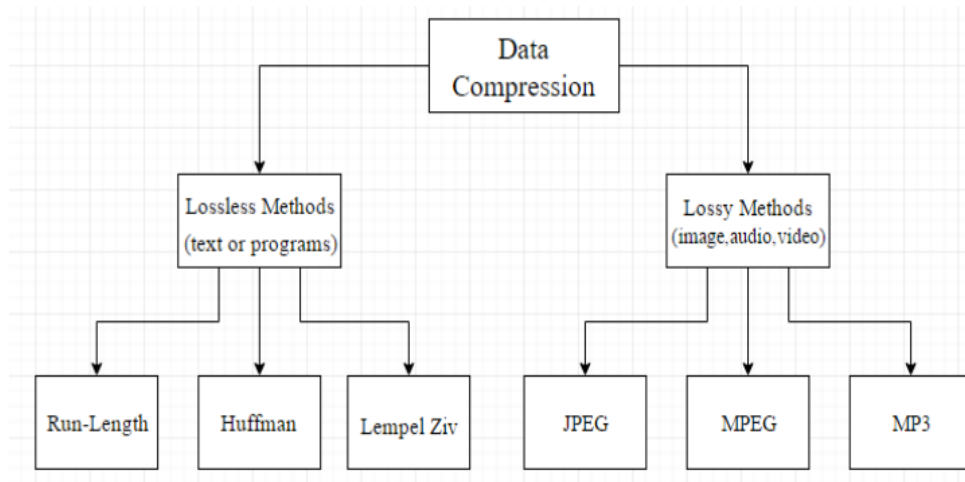 Data
Compression
Lossless Methods
(text or programs)
Lossy Methods
(image,audio,video)
Run-Length
Huffman
Lempel Ziv
JPEG
MPEG
MP3